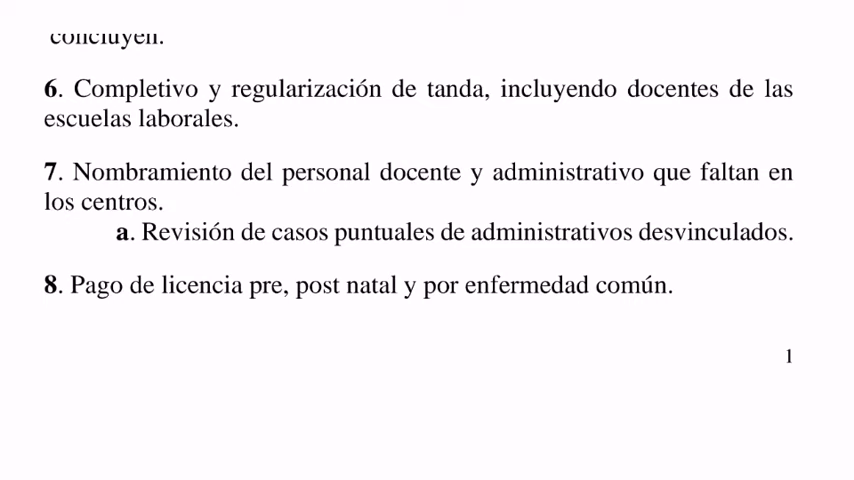 concluyen.
6. Completivo y regularización de tanda, incluyendo docentes de las
escuelas laborales.
7. Nombramiento del personal docente y administrativo que faltan en
los centros.
a. Revisión de casos puntuales de administrativos desvinculados.
8. Pago de licencia pre, post natal y por enfermedad común.
1